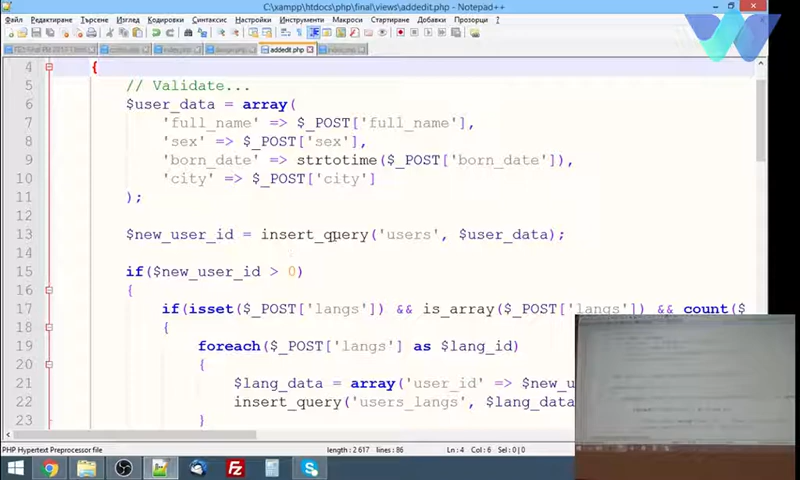 C:\xampp\htdocs\php\final\views\addedit.php - Notepad++
Файл Редактиране Търсене Изглед Кодировка Синтаксис Настройки Инструменти Макроси Стартиране Добавки Прозорци ?
addedit.php
4 {
5 // Validate...
6 $user_data = array(
7 'full_name' => $_POST['full_name'],
8 'sex' => $_POST['sex'],
9 'born_date' => strtotime($_POST['born_date']),
10 'city' => $_POST['city']
11 );
12
13 $new_user_id = insert_query('users', $user_data);
14
15 if($new_user_id > 0)
16 {
17 if(isset($_POST['langs']) && is_array($_POST['langs']) && count($
18 {
19 foreach($_POST['langs'] as $lang_id)
20 {
21 $lang_data = array('user_id' => $new_u
22 insert_query('users_langs', $lang_data
23 }
PHP Hypertext Preprocessor file length : 2 617 lines : 86 Ln : 4 Col : 6 Sel : 0 | 0